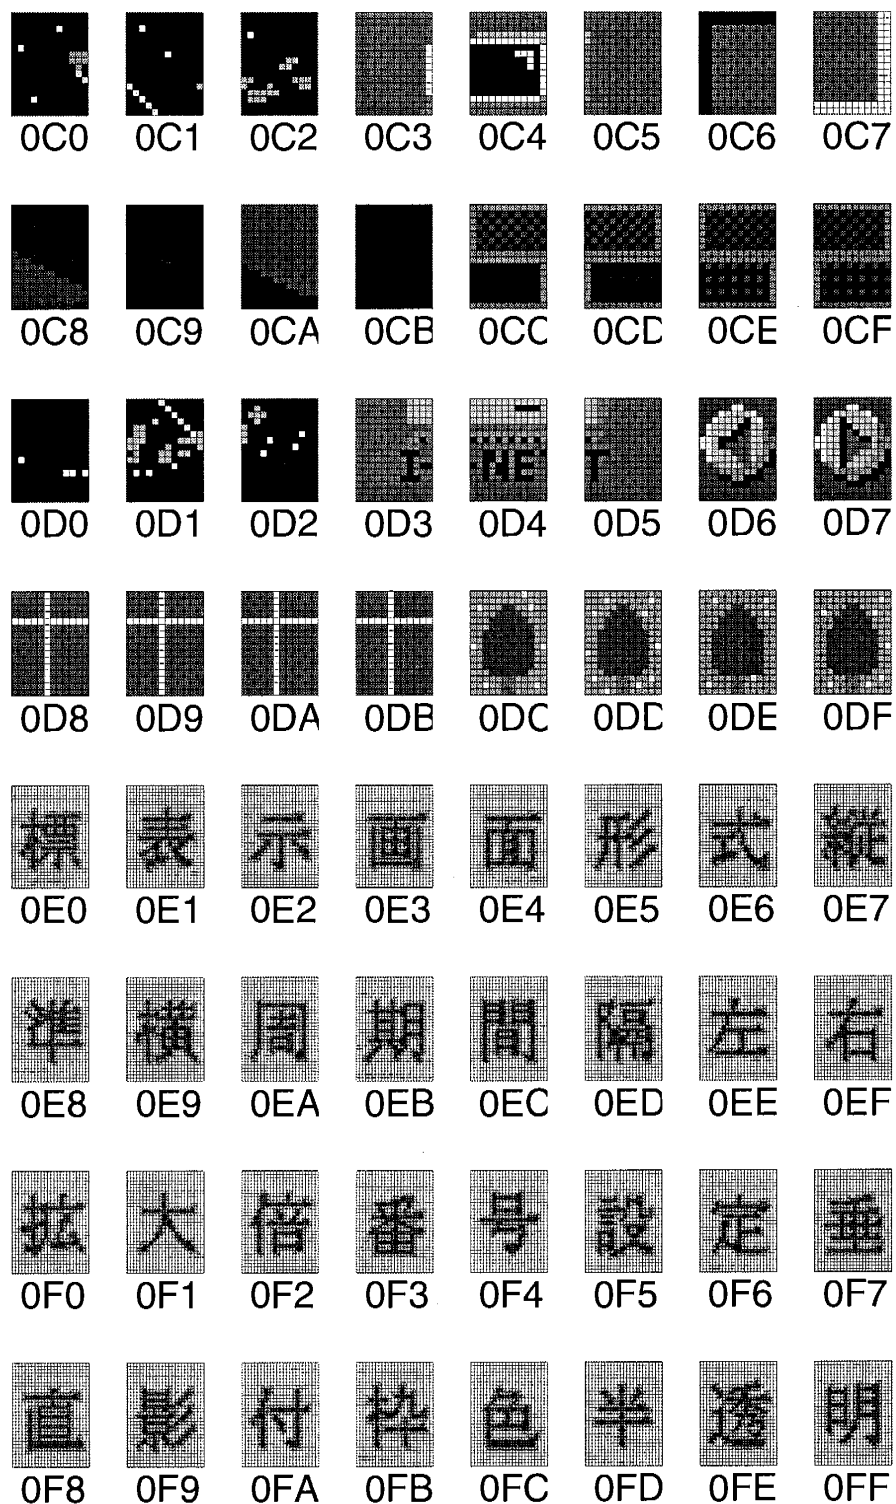 0C0 0C1 0C2 0C3 0C4 0C5 0C6 0C7
0C8 0C9 0CA 0CB 0CC 0CD 0CE 0CF
I- ME T
0D0 0D1 0D2 0D3 0D4 0D5 0D6 0D7
0D8 0D9 0DA 0DB 0DC 0DD 0DE 0DF
標 表 示 画 面 形 式 縦
0E0 0E1 0E2 0E3 0E4 0E5 0E6 0E7
準 横 周 期 間 隔 左 右
0E8 0E9 0EA 0EB 0EC 0ED 0EE 0EF
拡 大 倍 番 号 設 定 垂
0F0 0F1 0F2 0F3 0F4 0F5 0F6 0F7
直 影 付 枠 色 半 透 明
0F8 0F9 0FA 0FB 0FC 0FD 0FE 0FF